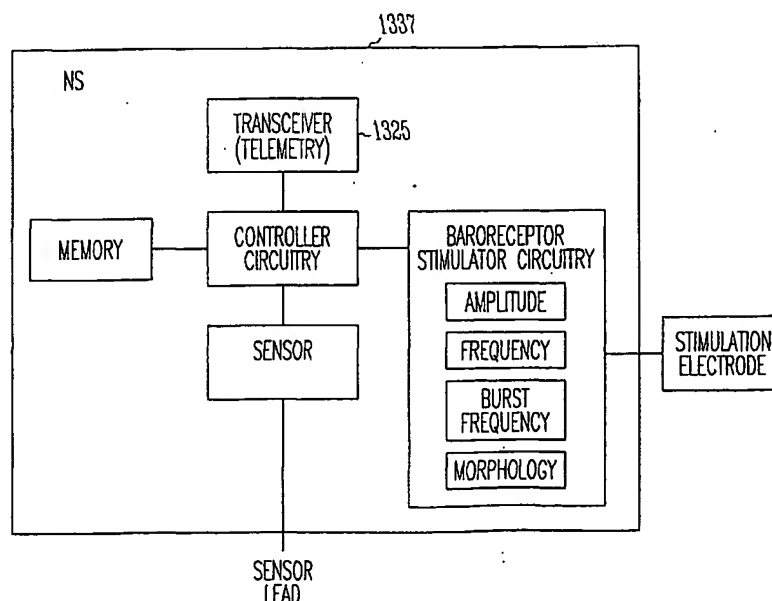 1337
NS
TRANSCEIVER
(TELEMETRY)
1325
MEMORY
CONTROLLER
CIRCUITRY
BARORECEPTOR
STIMULATOR CIRCUITRY
AMPLITUDE
FREQUENCY
BURST
FREQUENCY
MORPHOLOGY
SENSOR
STIMULATION
ELECTRODE
SENSOR
LEAD